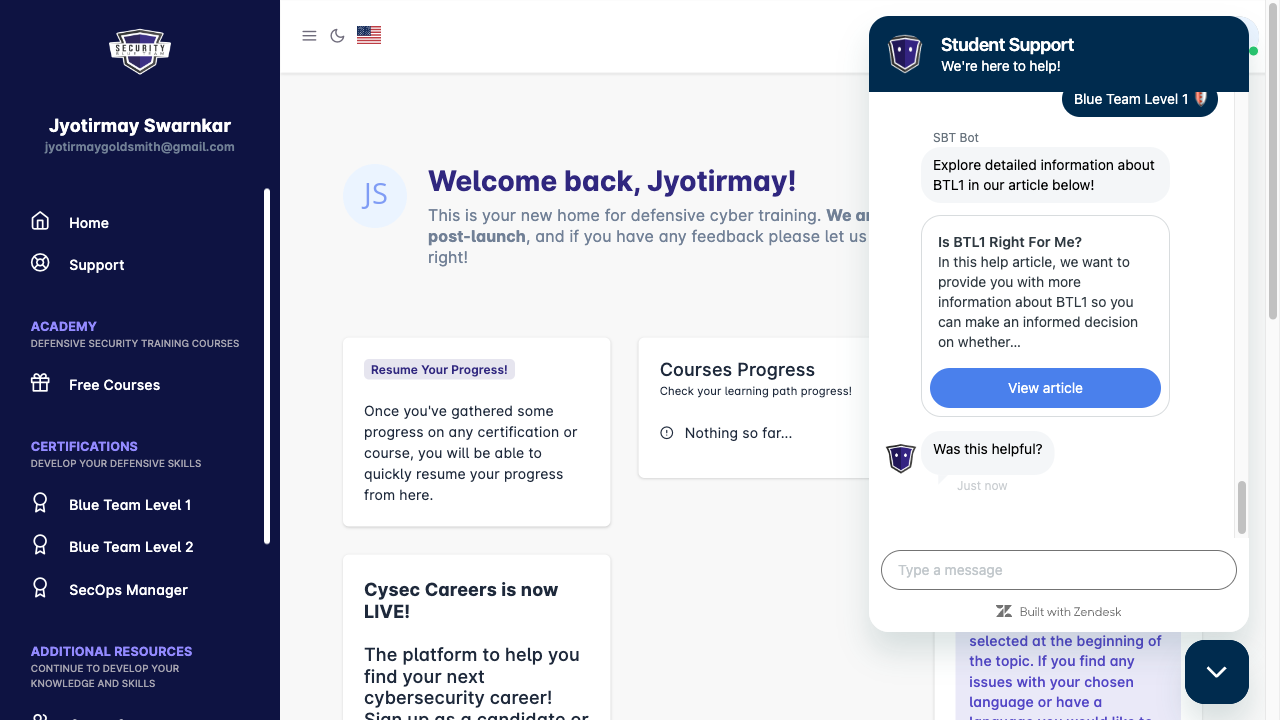 SECURITY
BLUE TEAM
Jyotirmay Swarnkar
jyotirmaygoldsmith@gmail.com
Home
Support
ACADEMY
DEFENSIVE SECURITY TRAINING COURSES
Free Courses
CERTIFICATIONS
DEVELOP YOUR DEFENSIVE SKILLS
Blue Team Level 1
Blue Team Level 2
SecOps Manager
ADDITIONAL RESOURCES
CONTINUE TO DEVELOP YOUR
KNOWLEDGE AND SKILLS
JS
Welcome back, Jyotirmay!
This is your new home for defensive cyber training. We
post-launch, and if you have any feedback please let us
right!
Resume Your Progress!
Once you've gathered some
progress on any certification or
course, you will be able to
quickly resume your progress
from here.
Courses Progress
Check your learning path progress!
Nothing so far...
Cysec Careers is now
LIVE!
The platform to help you
find your next
cybersecurity career!
Sign up as a candidate or
Student Support
We're here to help!
Blue Team Level 1
SBT Bot
Explore detailed information about
BTL1 in our article below!
Is BTL1 Right For Me?
In this help article, we want to
provide you with more
information about BTL1 so you
can make an informed decision
on whether...
View article
Was this helpful?
Just now
Type a message
Built with Zendesk
selected at the beginning of
the topic. If you find any
issues with your chosen
language or have a
language you would like to